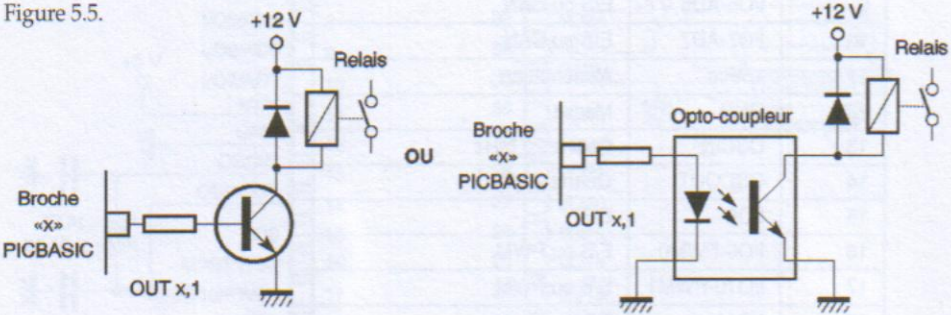 Figure 5.5.
+12 V
Relais
Broche
«x»
PICBASIC
OUT x,1
OU
+12 V
Relais
Opto-coupleur
Broche
«x»
PICBASIC
OUT x,1